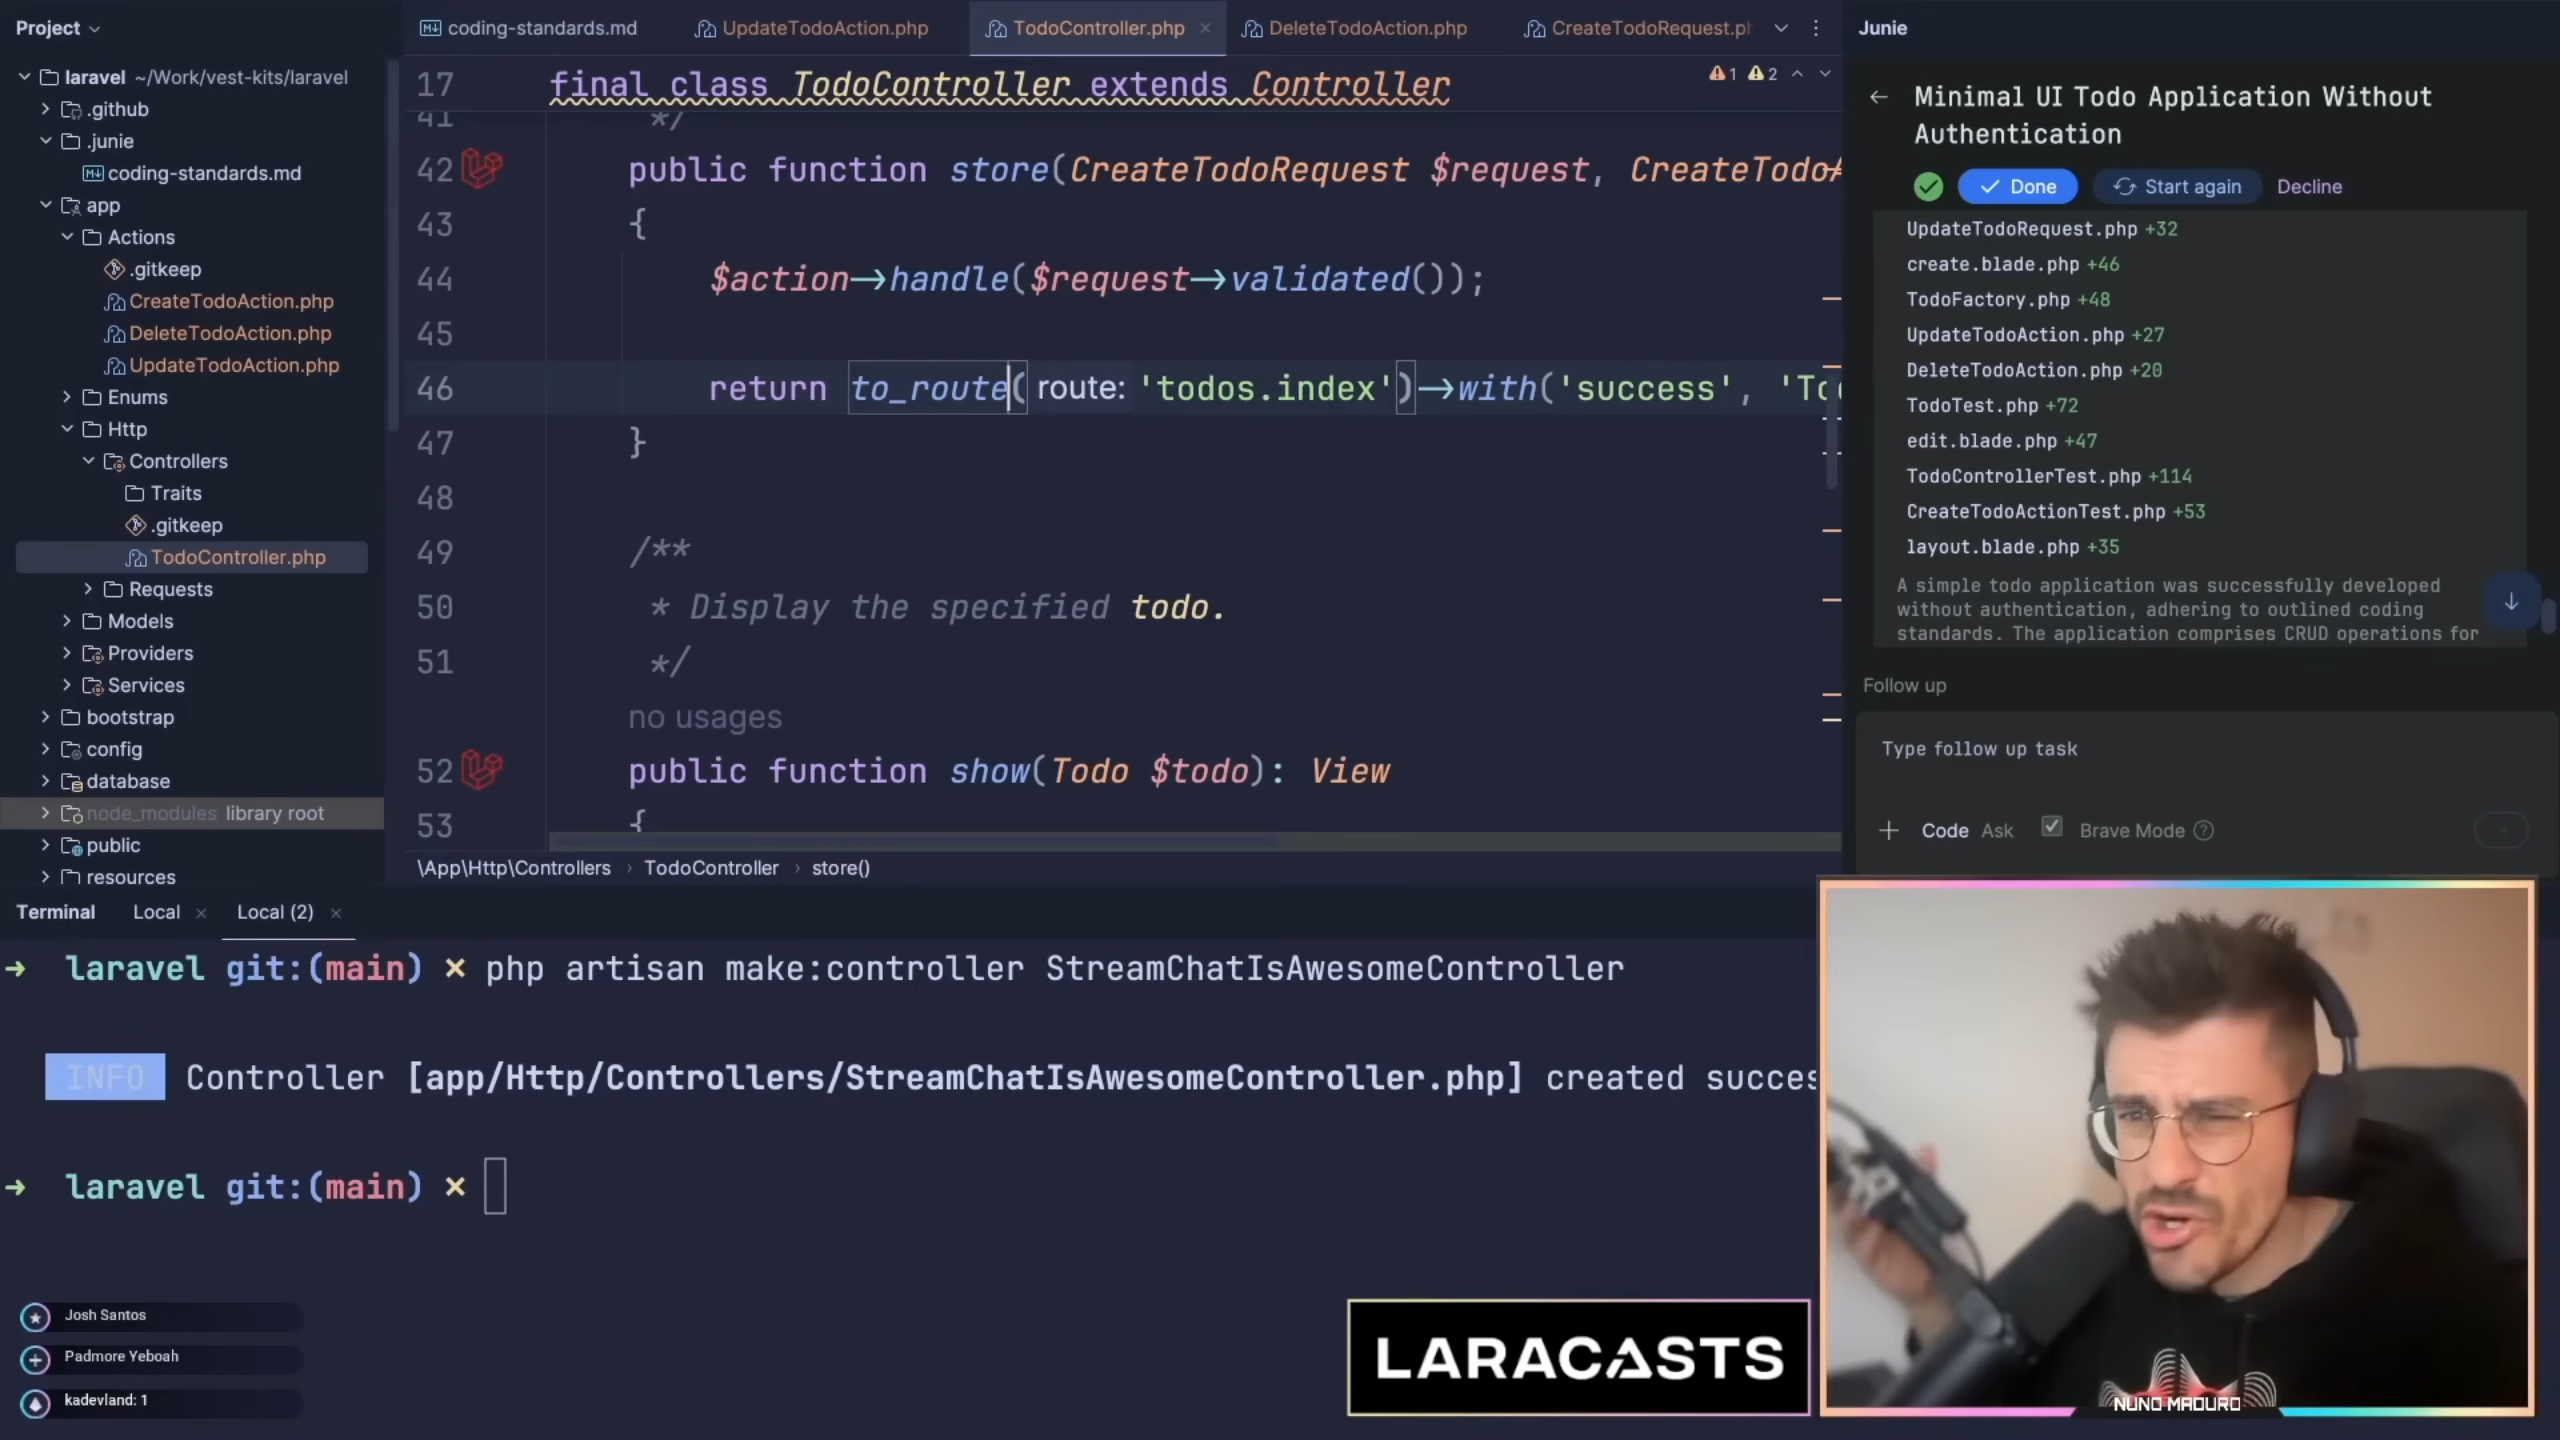 Project
laravel ~/Work/vest-kits/laravel
.github
.junie
coding-standards.md
app
Actions
.gitkeep
CreateTodoAction.php
DeleteTodoAction.php
UpdateTodoAction.php
Enums
Http
Controllers
Traits
.gitkeep
TodoController.php
Requests
Models
Providers
Services
bootstrap
config
database
node_modules library root
public
resources
coding-standards.md UpdateTodoAction.php TodoController.php DeleteTodoAction.php CreateTodoRequest.ph
17 final class TodoController extends Controller
1 2
41 */
42 public function store(CreateTodoRequest $request, CreateTodoA
43 {
44 $action->handle($request->validated());
45
46 return to_route( route: 'todos.index')->with('success', 'Tod
47 }
48
49 /**
50 * Display the specified todo.
51 */
no usages
52 public function show(Todo $todo): View
53 {
\App\Http\Controllers › TodoController › store()
Junie
Minimal UI Todo Application Without
Authentication
Done Start again Decline
UpdateTodoRequest.php +32
create.blade.php +46
TodoFactory.php +48
UpdateTodoAction.php +27
DeleteTodoAction.php +20
TodoTest.php +72
edit.blade.php +47
TodoControllerTest.php +114
CreateTodoActionTest.php +53
layout.blade.php +35
A simple todo application was successfully developed
without authentication, adhering to outlined coding
standards. The application comprises CRUD operations for
Follow up
Type follow up task
+ Code Ask Brave Mode ?
Terminal Local × Local (2) ×
→ laravel git:(main) × php artisan make:controller StreamChatIsAwesomeController
INFO Controller [app/Http/Controllers/StreamChatIsAwesomeController.php] created succes
→ laravel git:(main) ×
Josh Santos
Padmore Yeboah
kadevland: 1
LARACASTS
NUNO MADURO